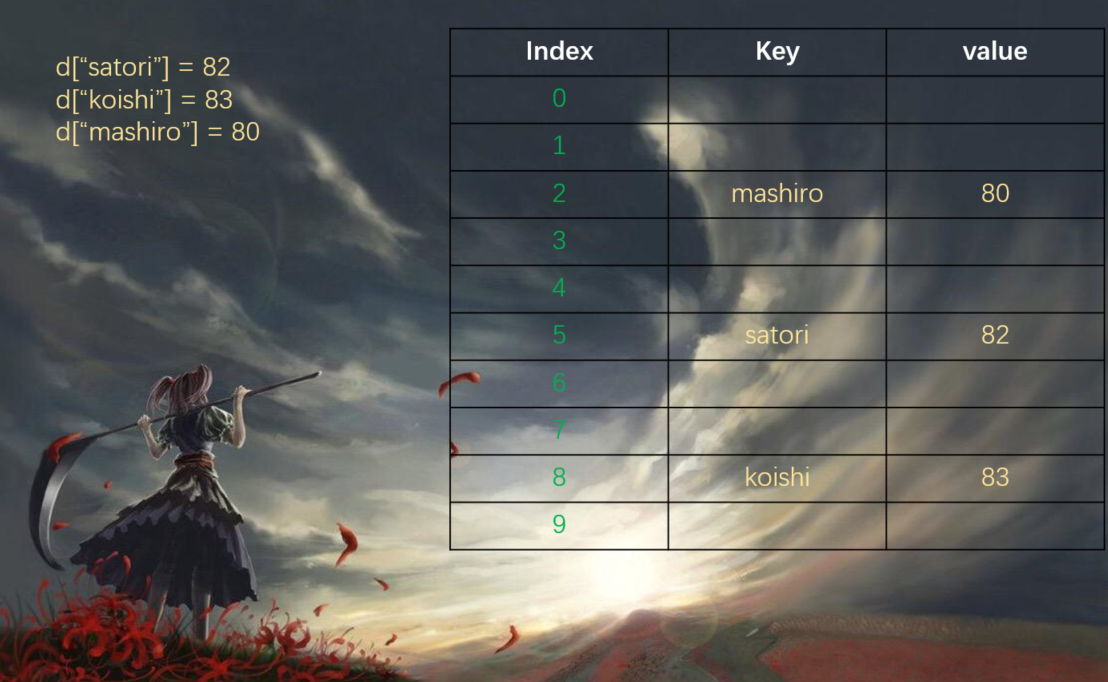 d[“satori”] = 82
d[“koishi”] = 83
d[“mashiro”] = 80
Index Key value
0
1
2 mashiro 80
3
4
5 satori 82
6
7
8 koishi 83
9